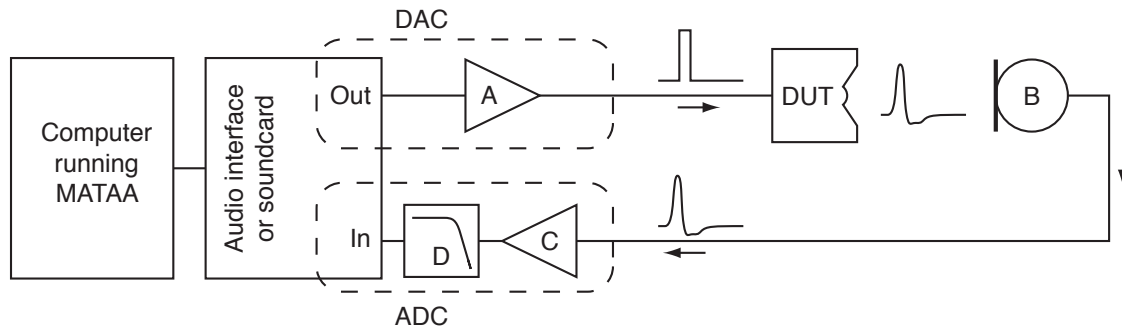 DAC
Computer
running
MATAA
Audio interface
or soundcard
Out
A
DUT
B
In
D
C
ADC